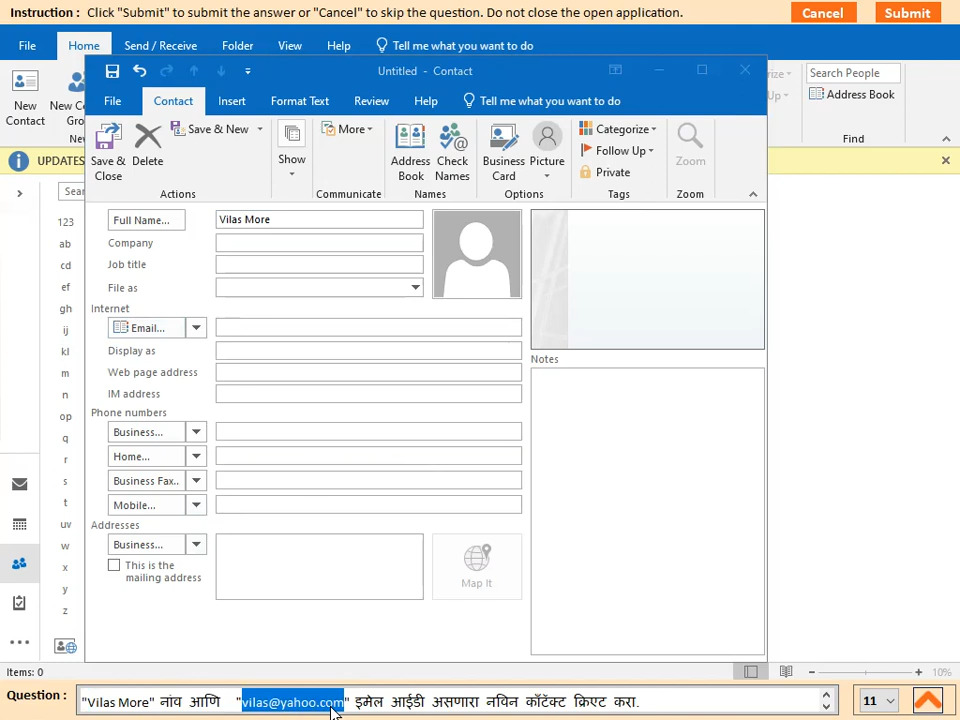 Instruction : Click "Submit" to submit the answer or "Cancel" to skip the question. Do not close the open application. Cancel Submit
File Home Send / Receive Folder View Help Tell me what you want to do
Untitled - Contact
Search People
Address Book
Find
New Contact
New Co
Gro
Nev
File Contact Insert Format Text Review Help Tell me what you want to do
Save & Close
Delete
Save & New
Actions
Show
More
Communicate
Address Book
Check Names
Names
Business Card
Picture
Options
Categorize
Follow Up
Private
Tags
Zoom
Zoom
UPDATES
Sear
123
ab
cd
ef
gh
ij
kl
m
n
op
q
r
s
t
uv
w
x
y
z
Full Name... Vilas More
Company
Job title
File as
Internet
Email...
Display as
Web page address
IM address
Phone numbers
Business...
Home...
Business Fax..
Mobile...
Addresses
Business...
This is the mailing address
Map It
Notes
Items: 0 10%
Question : "Vilas More" नांव आणि "vilas@yahoo.com" इमेल आईडी असणारा नविन कॉंटॅक्ट क्रिएट करा. 11